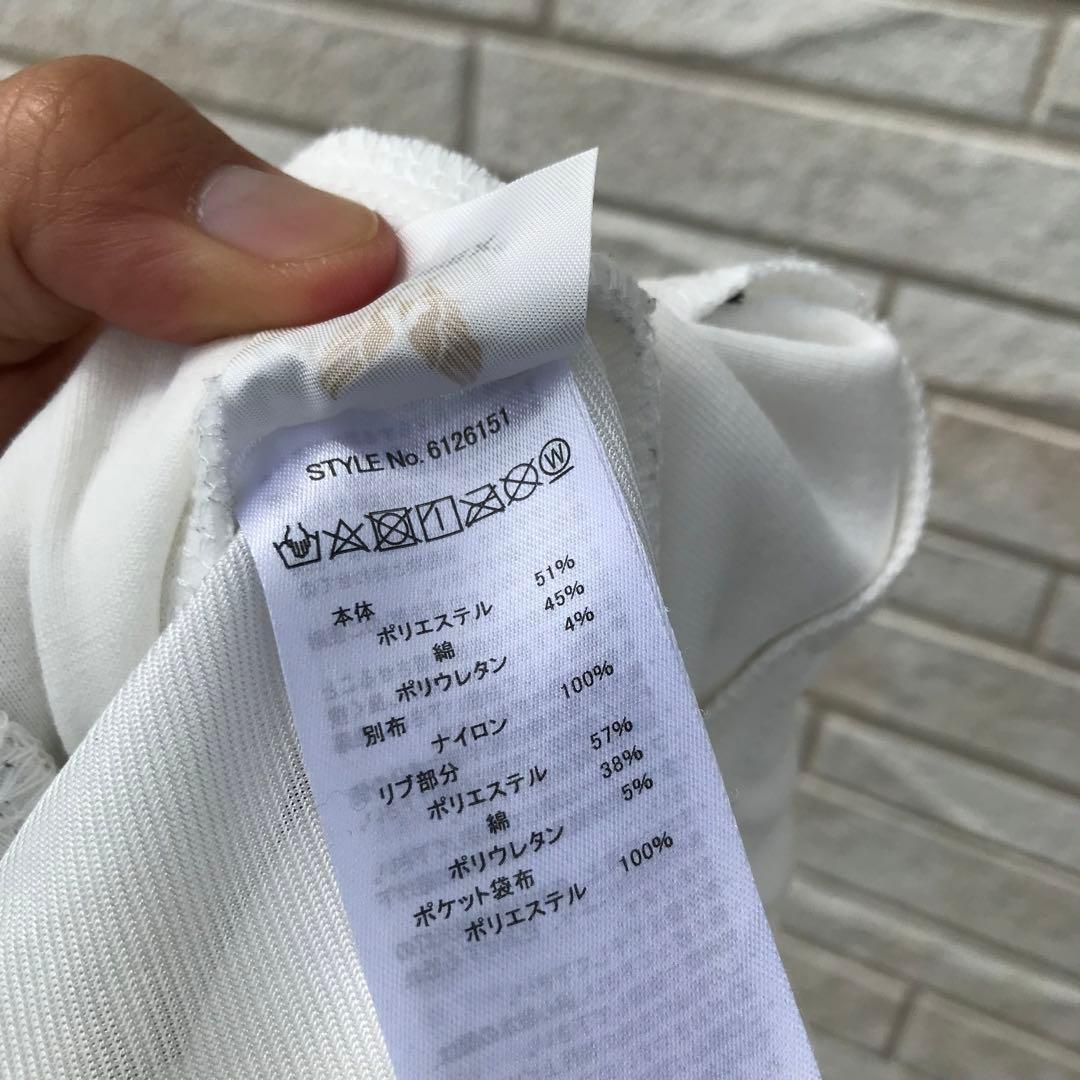 STYLE No. 6126151
W
本体
ポリエステル 51%
綿 45%
ポリウレタン 4%
別布
ナイロン 100%
リブ部分
ポリエステル 57%
綿 38%
ポリウレタン 5%
ポケット袋布
ポリエステル 100%